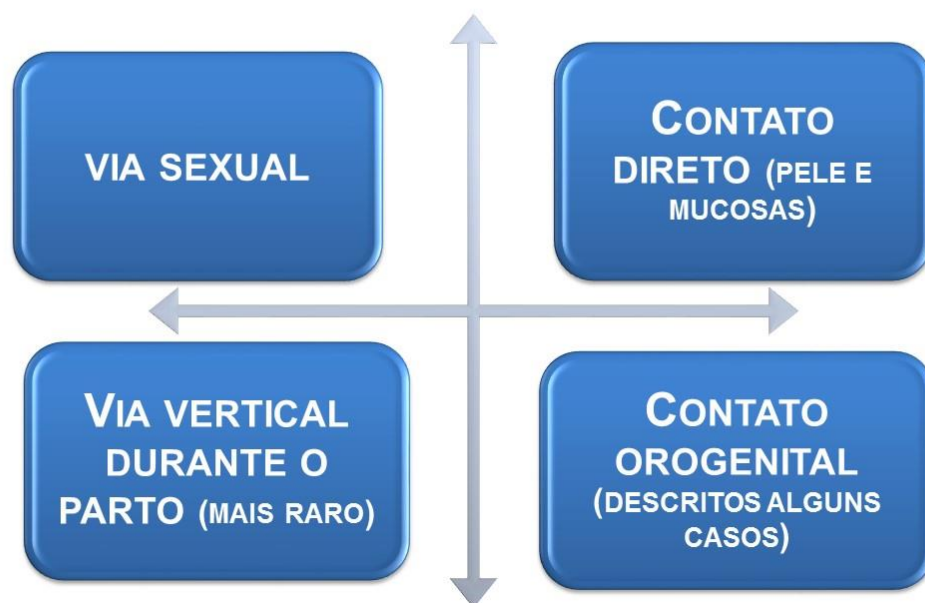 VIA SEXUAL
CONTATO
DIRETO (PELE E
MUCOSAS)
VIA VERTICAL
DURANTE O
PARTO (MAIS RARO)
CONTATO
OROGENITAL
(DESCRITOS ALGUNS
CASOS)